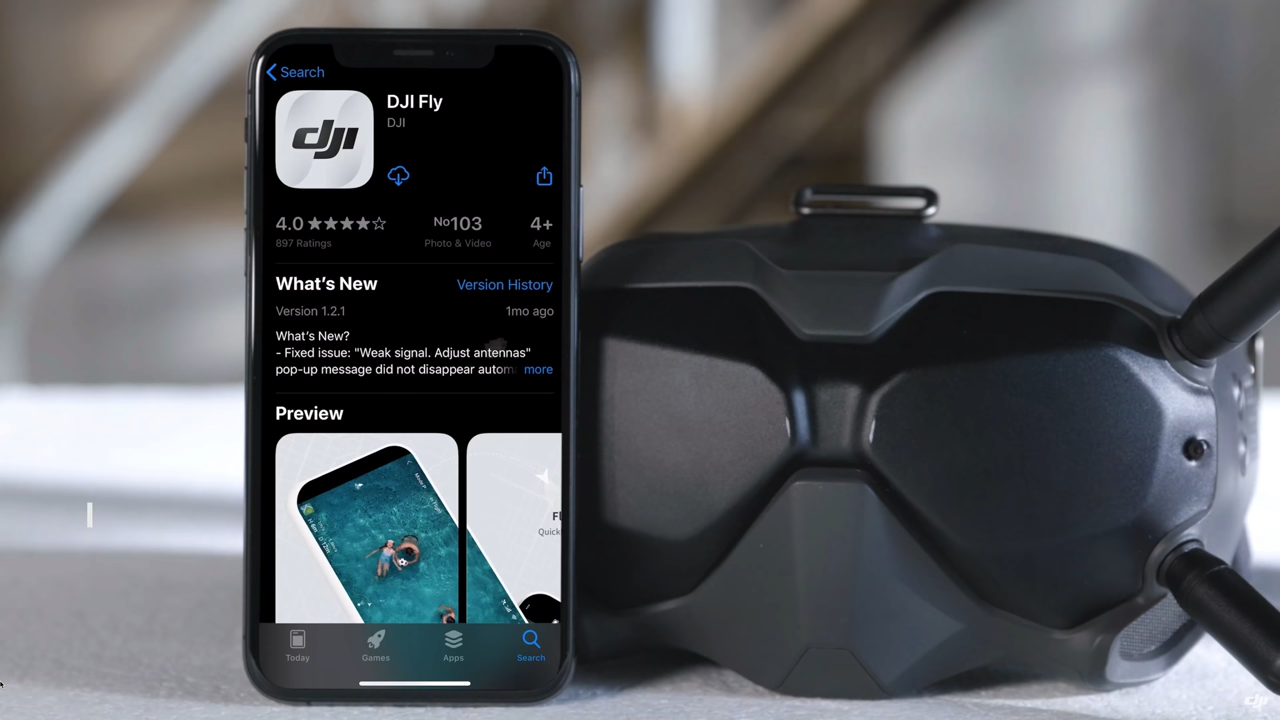 Search
dji
DJI Fly
DJI
4.0 ★★★★☆ No103 4+
897 Ratings Photo & Video Age
What's New Version History
Version 1.2.1 1mo ago
What's New?
- Fixed issue: "Weak signal. Adjust antennas"
pop-up message did not disappear autom more
Preview
Fl
Quick
Today Games Apps Search
dji